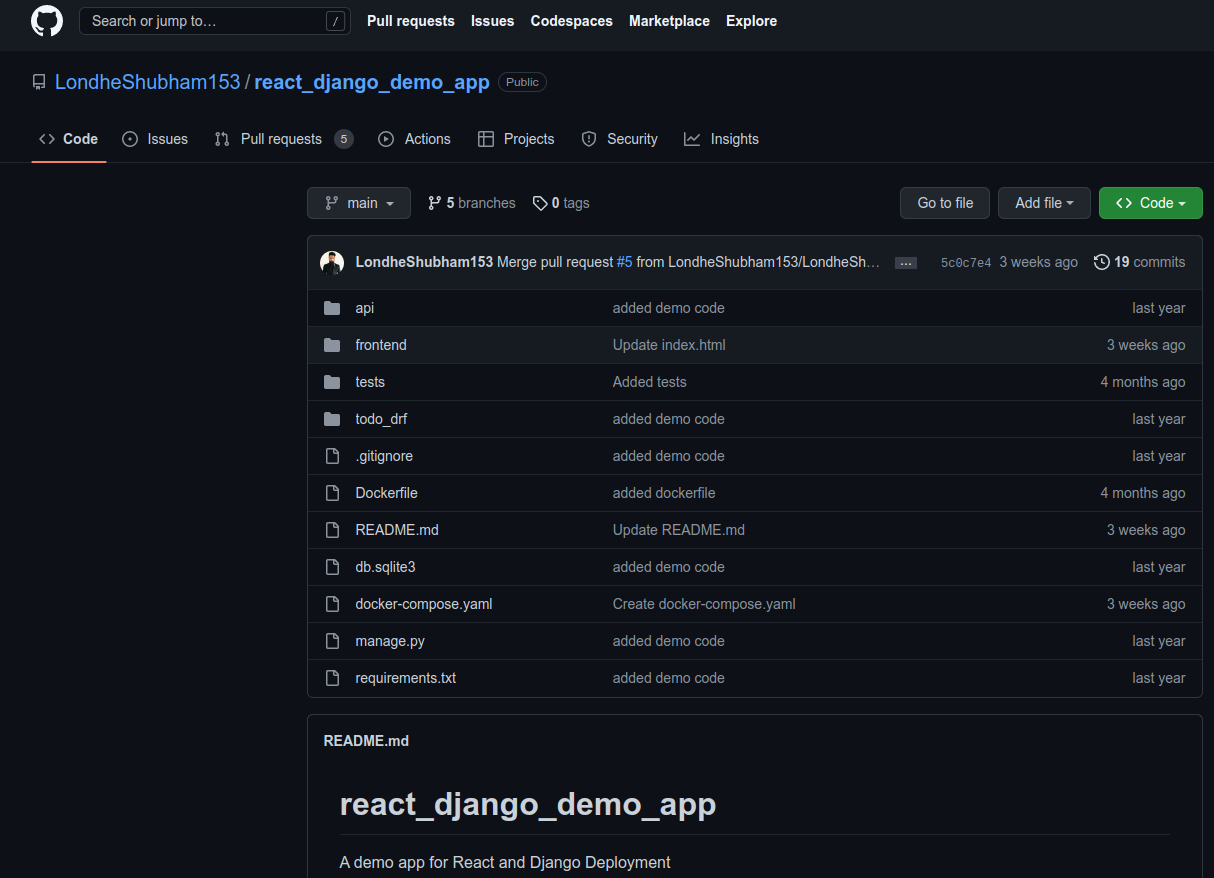 Search or jump to… / Pull requests Issues Codespaces Marketplace Explore
LondheShubham153 / react_django_demo_app Public
Code Issues Pull requests 5 Actions Projects Security Insights
main 5 branches 0 tags Go to file Add file Code
LondheShubham153 Merge pull request #5 from LondheShubham153/LondheSh… ... 5c0c7e4 3 weeks ago 19 commits
api added demo code last year
frontend Update index.html 3 weeks ago
tests Added tests 4 months ago
todo_drf added demo code last year
.gitignore added demo code last year
Dockerfile added dockerfile 4 months ago
README.md Update README.md 3 weeks ago
db.sqlite3 added demo code last year
docker-compose.yaml Create docker-compose.yaml 3 weeks ago
manage.py added demo code last year
requirements.txt added demo code last year
README.md
react_django_demo_app
A demo app for React and Django Deployment